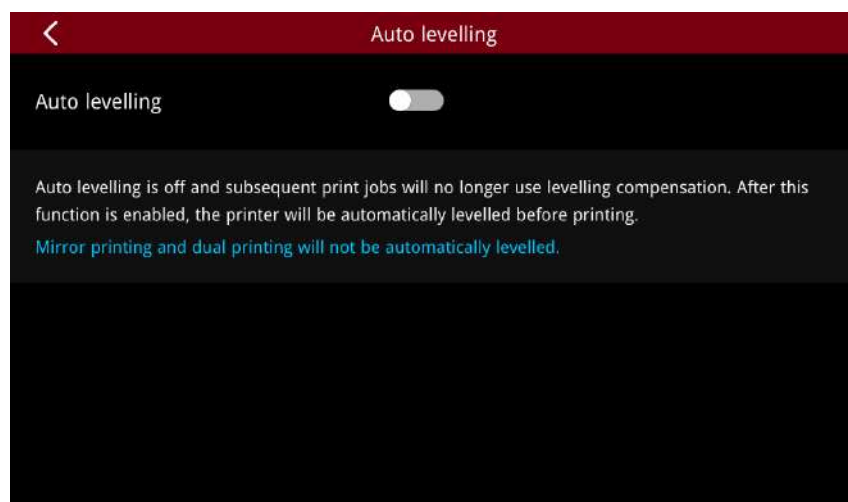 Auto levelling
Auto levelling
Auto levelling is off and subsequent print jobs will no longer use levelling compensation. After this
function is enabled, the printer will be automatically levelled before printing.
Mirror printing and dual printing will not be automatically levelled.